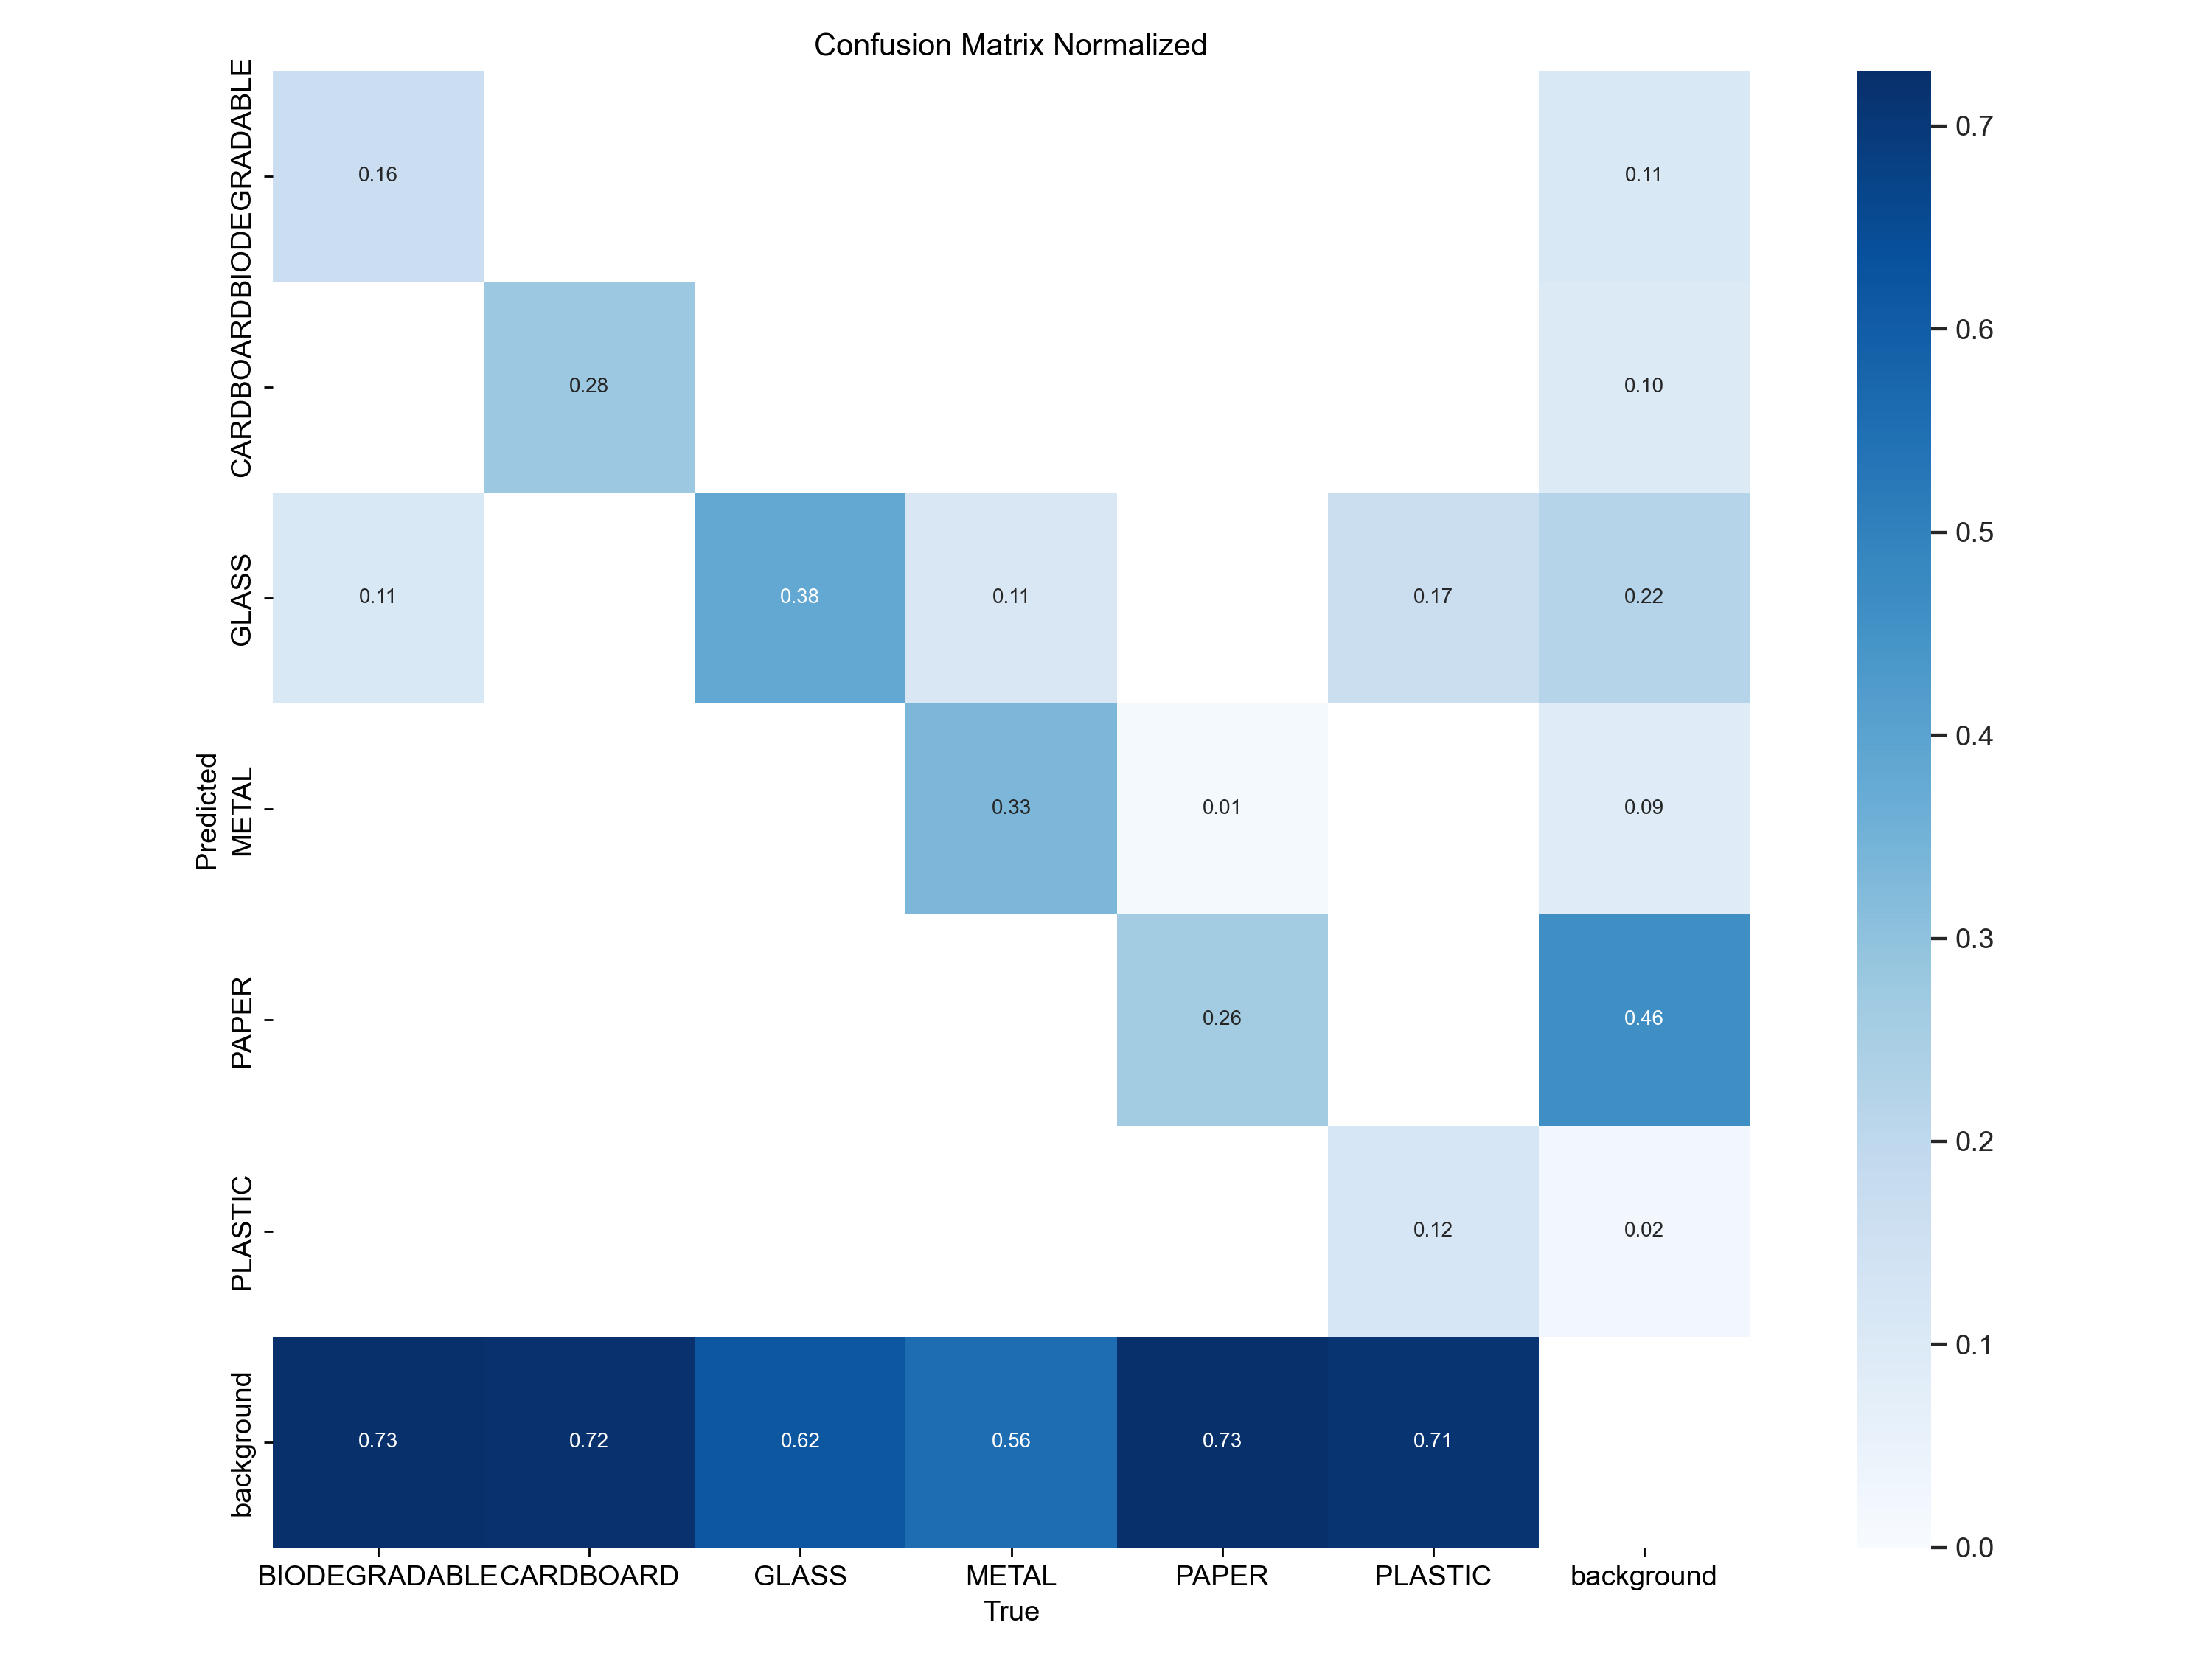 Confusion Matrix Normalized
BIODEGRADABLE
0.16
0.11
0.7
0.6
CARDBOARD
0.28
0.10
GLASS
0.11
0.38
0.11
0.17
0.22
0.5
0.4
Predicted
METAL
0.33
0.01
0.09
0.3
PAPER
0.26
0.46
0.2
PLASTIC
0.12
0.02
0.1
background
0.73
0.72
0.62
0.56
0.73
0.71
0.0
BIODEGRADABLE
CARDBOARD
GLASS
METAL
PAPER
PLASTIC
background
True